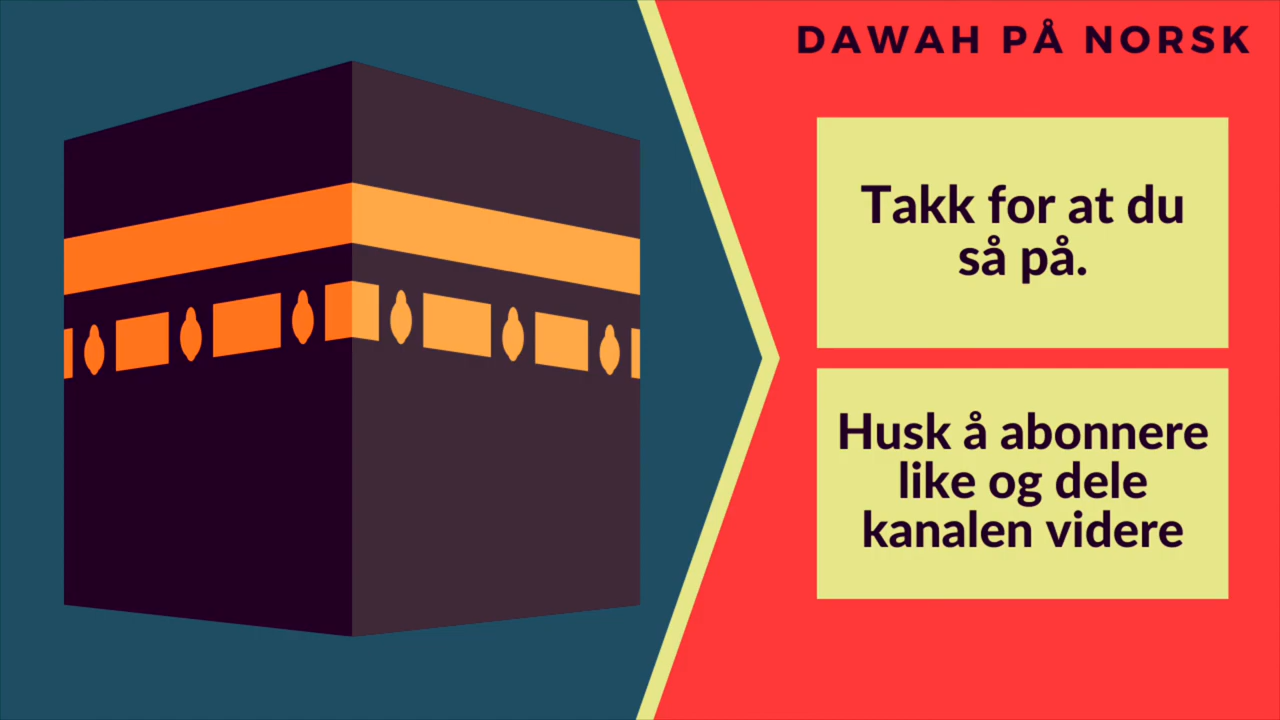 DAWAH PÅ NORSK
Takk for at du
så på.
Husk å abonnere
like og dele
kanalen videre